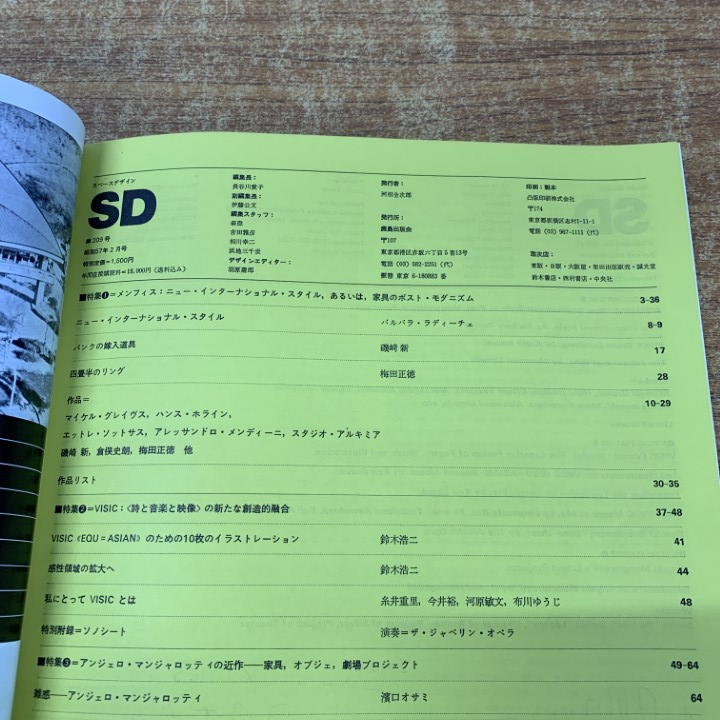 スペースデザイン
SD
第209号
昭和57年2月号
特別定価=1,500円
年間定期購読料=16,000円(送料込み)
編集長:
長谷川愛子
副編集長:
伊藤公文
編集スタッフ:
吉田雅彦
相川幸二
浜地三千世
デザインエディター:
羽原粛郎
発行者:
河相全次郎
発行所:
鹿島出版会
〒107
東京都港区赤坂六丁目5番13号
電話(03)582-2251(代)
振替 東京 6-180883 番
印刷:製本
凸版印刷株式会社
〒174
東京都板橋区志村1-11-1
電話(03)967-1111(代)
取次店:
東販・日販・大阪屋・栗田出版販売・誠光堂
鈴木書店・西村書店・中央社
■特集❶=メンフィス:ニュー・インターナショナル・スタイル,あるいは,家具のポスト・モダニズム 3-36
ニュー・インターナショナル・スタイル バルバラ・ラディーチェ 8-9
パンクの嫁入道具 磯崎 新 17
四畳半のリング 梅田正徳 28
作品= 10-29
マイケル・グレイヴス,ハンス・ホライン,
エットレ・ソットサス,アレッサンドロ・メンディーニ,スタジオ・アルキミア
磯崎 新,倉俣史朗,梅田正徳 他
作品リスト 30-35
■特集❷=VISIC:〈詩と音楽と映像〉の新たな創造的融合 37-48
VISIC《EQU=ASIAN》のための10枚のイラストレーション 鈴木浩二 41
感性領域の拡大へ 鈴木浩二 44
私にとって VISIC とは 糸井重里,今井裕,河原敏文,布川ゆうじ 48
特別附録=ソノシート 演奏=ザ・ジャベリン・オペラ
■特集❸=アンジェロ・マンジャロッティの近作——家具,オブジェ,劇場プロジェクト 49-64
雑感——アンジェロ・マンジャロッティ 濱口オサミ 64